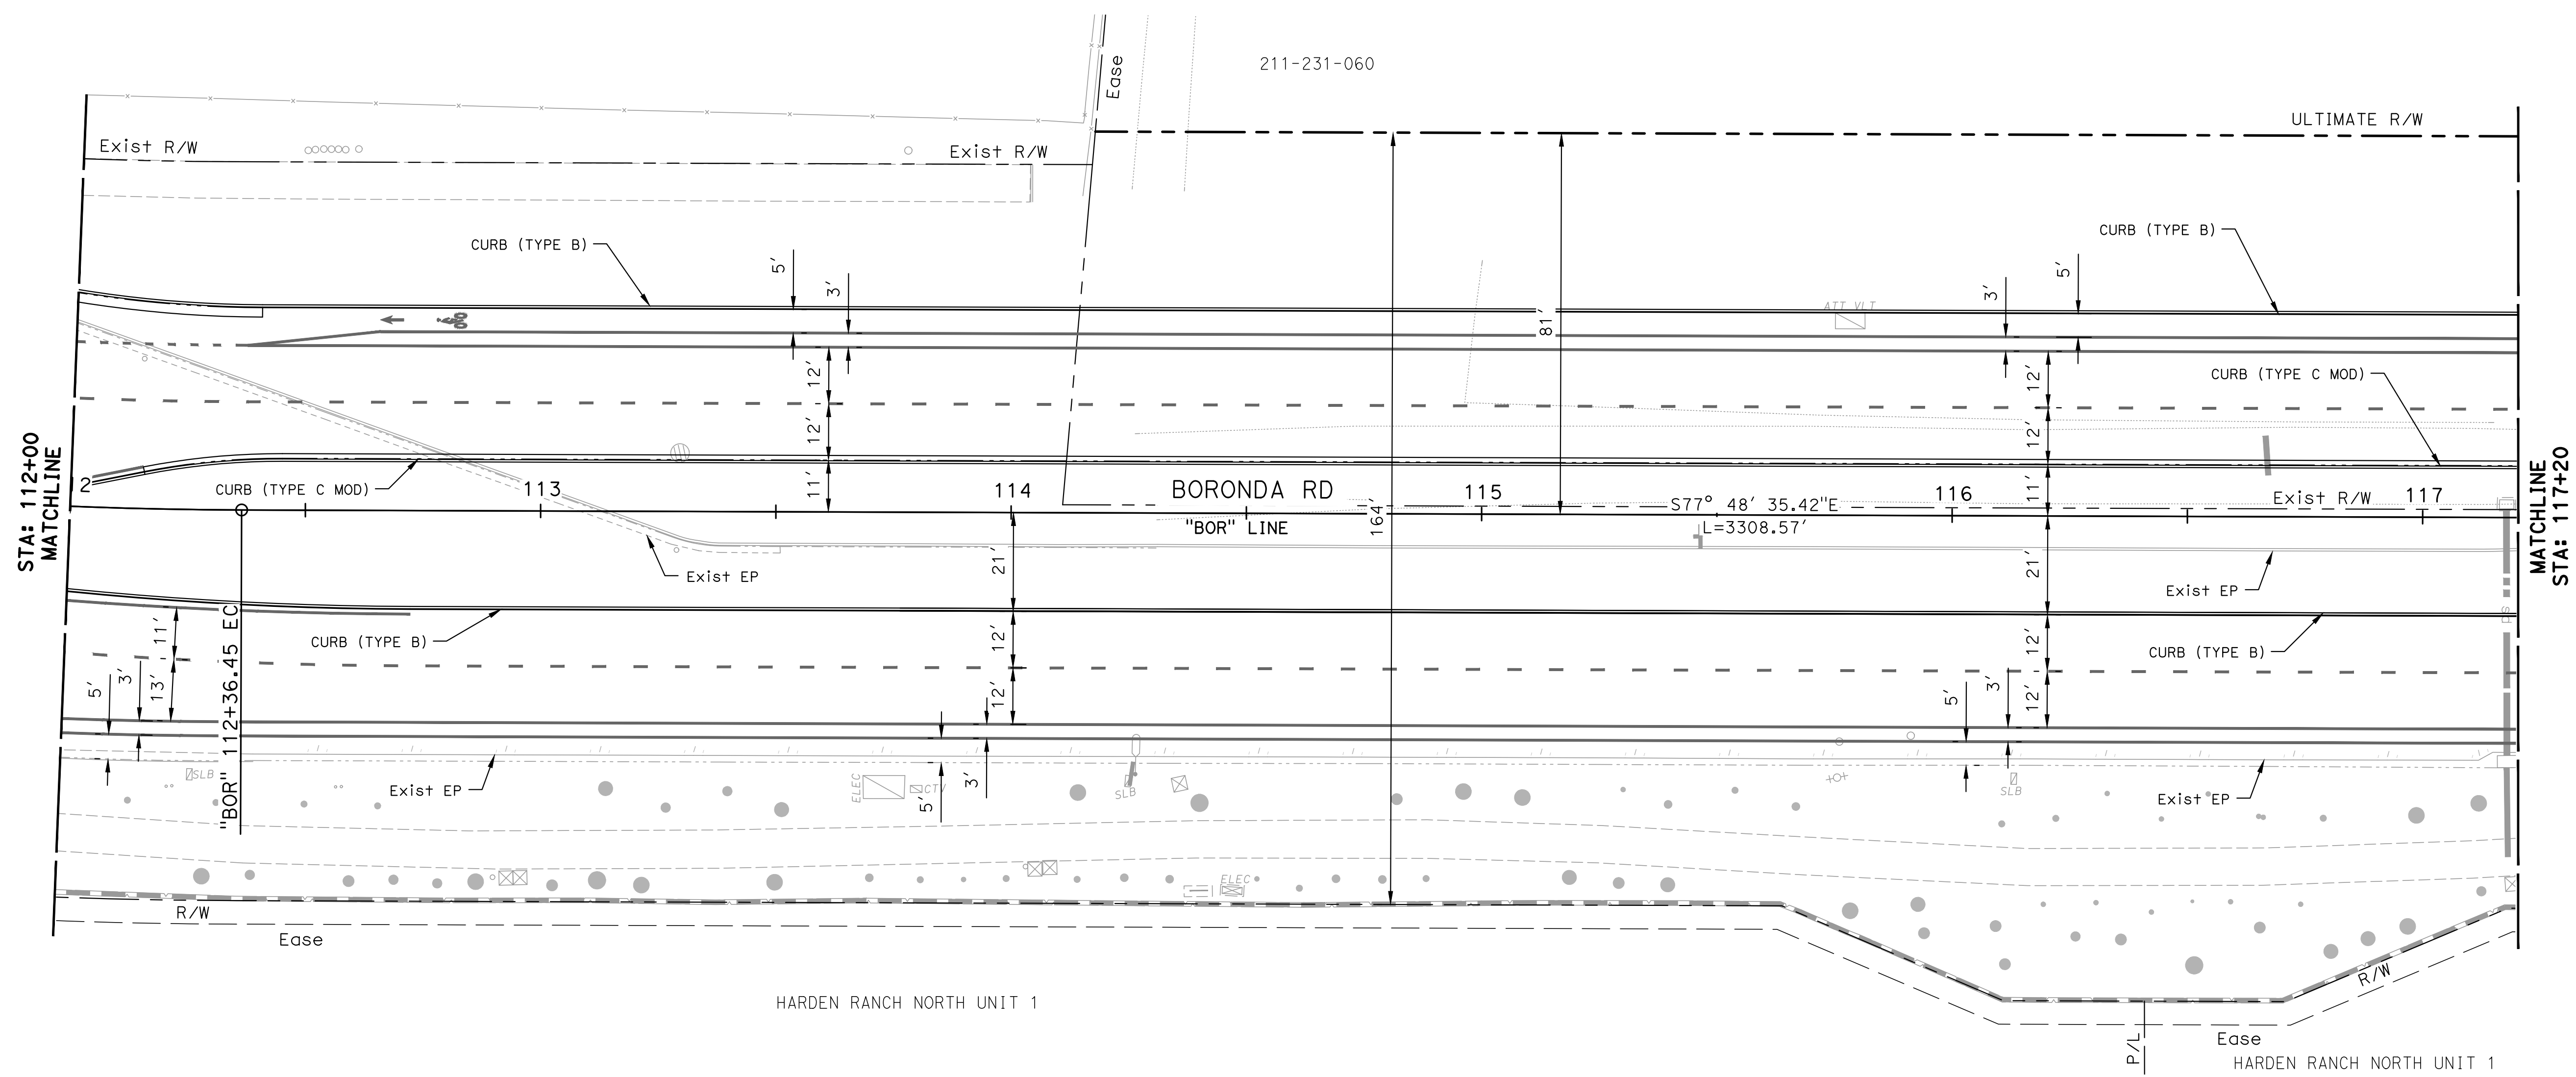 211-231-060
Ease
ULTIMATE R/W
Exist R/W
Exist R/W
CURB (TYPE B)
CURB (TYPE B)
5'
3'
3'
5'
ATT VLT
81'
12'
12'
CURB (TYPE C MOD)
12'
12'
STA: 112+00
MATCHLINE
MATCHLINE
STA: 117+20
2
CURB (TYPE C MOD)
113
11'
114
BORONDA RD
115
S77° 48' 35.42"E
116
11'
Exist R/W
117
"BOR" LINE
164'
L=3308.57'
Exist EP
21'
21'
Exist EP
CURB (TYPE B)
11'
12'
12'
CURB (TYPE B)
"BOR" 112+36.45 EC
5'
3'
13'
12'
5'
3'
12'
SLB
Exist EP
ELEC
CTV
5'
3'
SLB
SLB
Exist EP
ELEC
R/W
Ease
R/W
HARDEN RANCH NORTH UNIT 1
P/L
Ease
HARDEN RANCH NORTH UNIT 1